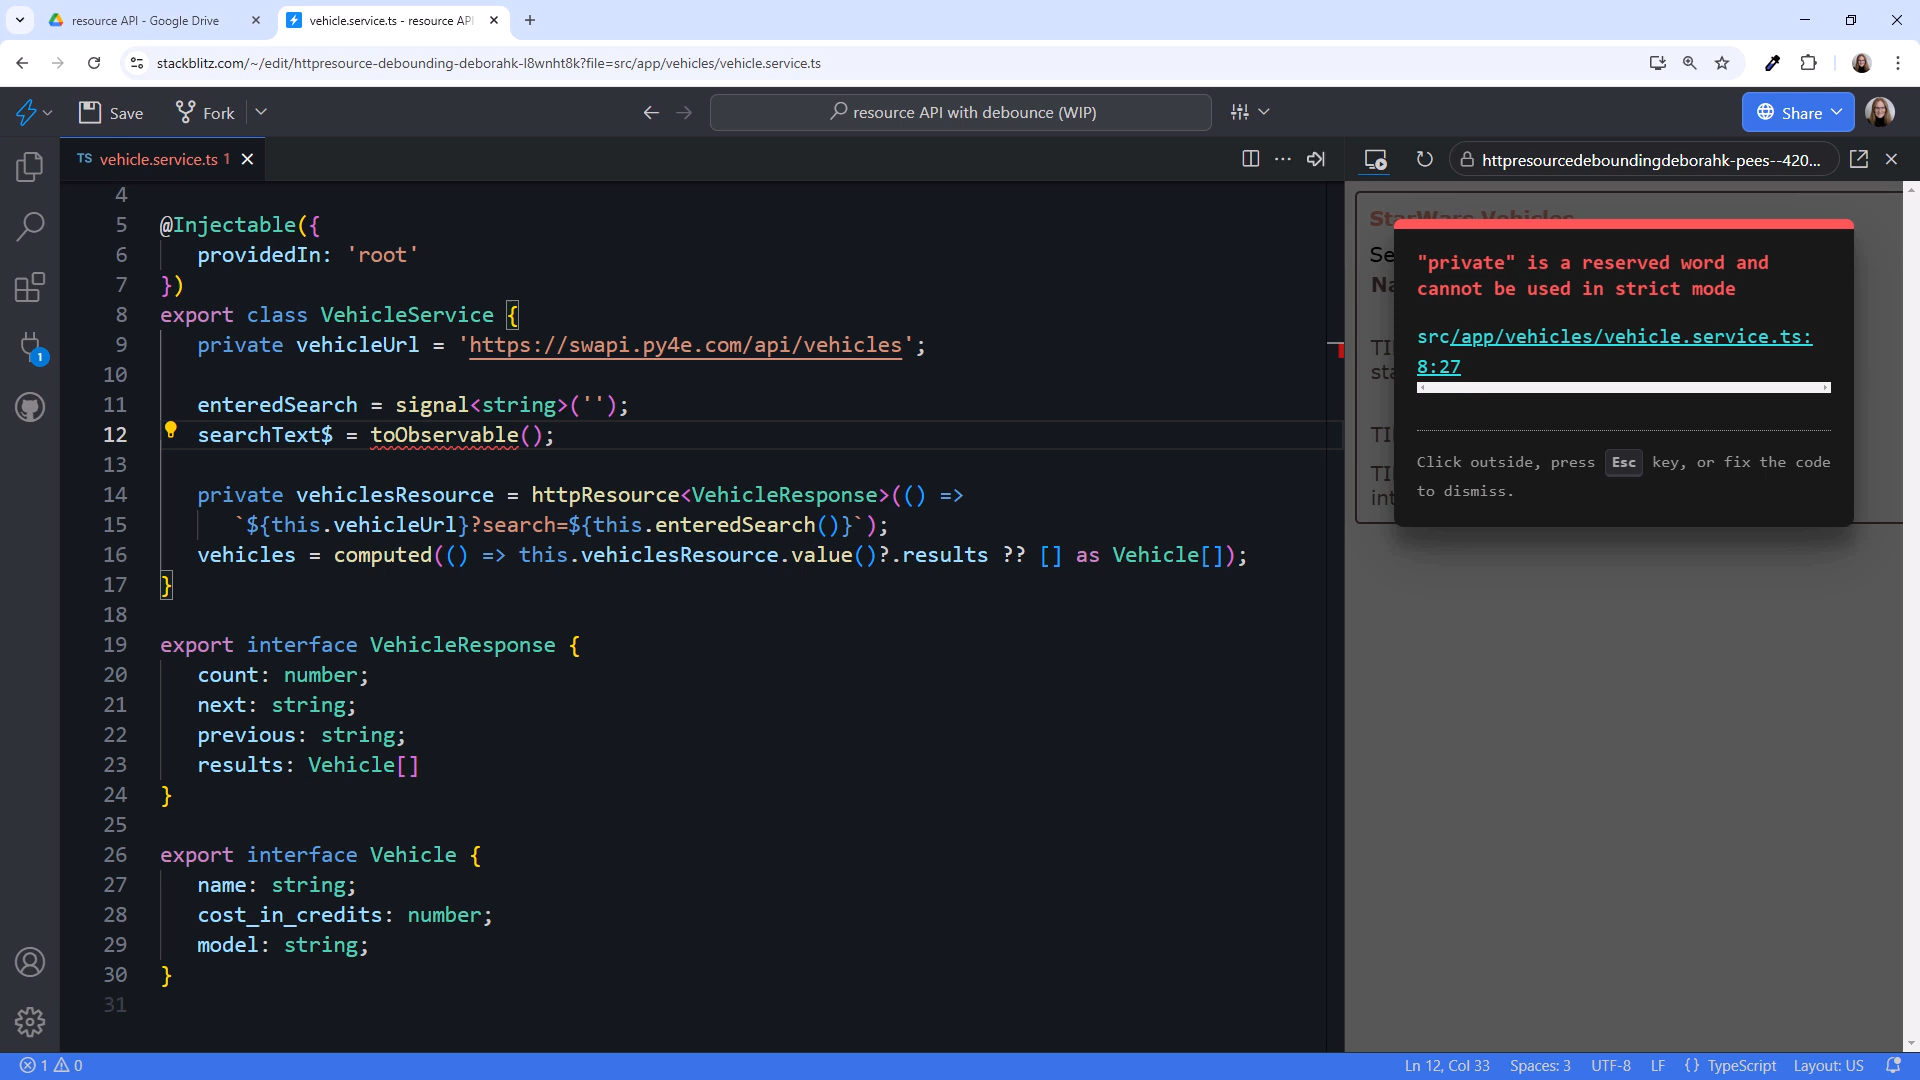 resource API - Google Drive
vehicle.service.ts - resource API
stackblitz.com/~/edit/httpresource-debounding-deborahk-l8wnht8k?file=src/app/vehicles/vehicle.service.ts
Save
Fork
resource API with debounce (WIP)
Share
TS vehicle.service.ts 1
httpresourcedeboundingdeborahk-pees--420...
4
5 @Injectable({
6 providedIn: 'root'
7 })
8 export class VehicleService {
9 private vehicleUrl = 'https://swapi.py4e.com/api/vehicles';
10
11 enteredSearch = signal<string>('');
12 searchText$ = toObservable();
13
14 private vehiclesResource = httpResource<VehicleResponse>(() =>
15 `${this.vehicleUrl}?search=${this.enteredSearch()}`);
16 vehicles = computed(() => this.vehiclesResource.value()?.results ?? [] as Vehicle[]);
17 }
18
19 export interface VehicleResponse {
20 count: number;
21 next: string;
22 previous: string;
23 results: Vehicle[]
24 }
25
26 export interface Vehicle {
27 name: string;
28 cost_in_credits: number;
29 model: string;
30 }
31
StarWars Vehicles
"private" is a reserved word and
cannot be used in strict mode
src/app/vehicles/vehicle.service.ts:
8:27
Click outside, press Esc key, or fix the code
to dismiss.
1
1 0
Ln 12, Col 33
Spaces: 3
UTF-8
LF
{} TypeScript
Layout: US